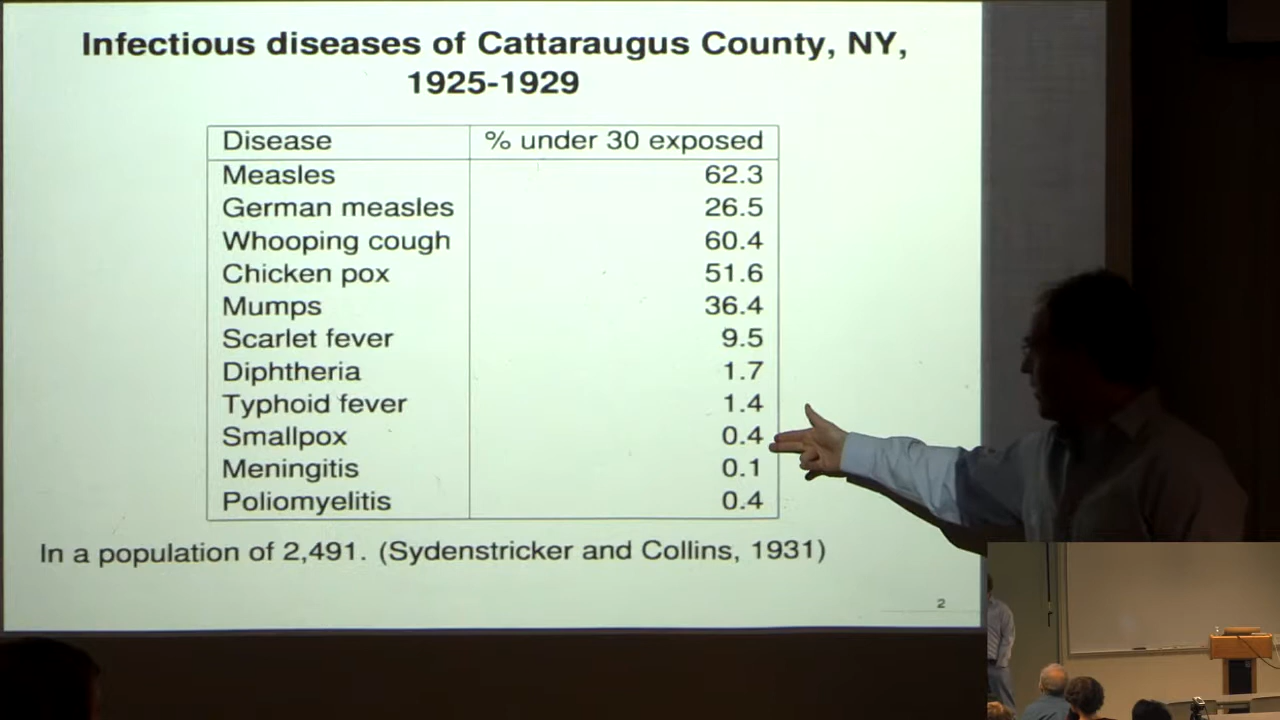 Infectious diseases of Cattaraugus County, NY,
1925-1929
Disease % under 30 exposed
Measles 62.3
German measles 26.5
Whooping cough 60.4
Chicken pox 51.6
Mumps 36.4
Scarlet fever 9.5
Diphtheria 1.7
Typhoid fever 1.4
Smallpox 0.4
Meningitis 0.1
Poliomyelitis 0.4
In a population of 2,491. (Sydenstricker and Collins, 1931)
2